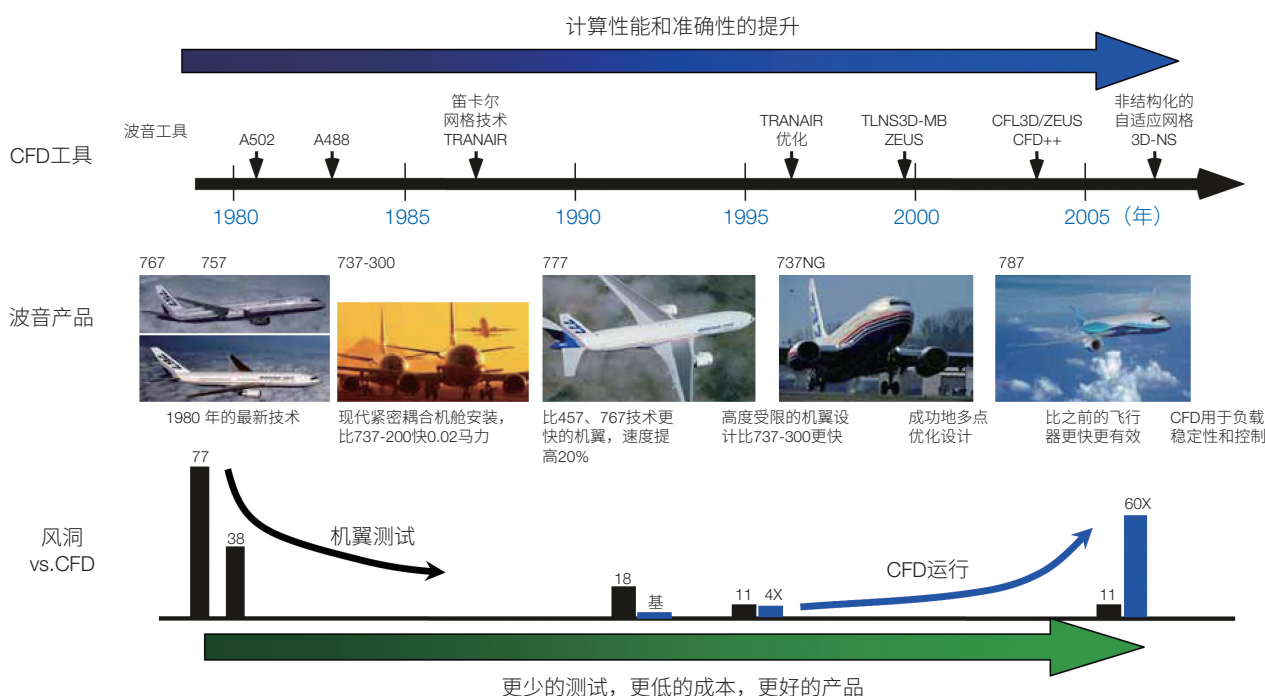 计算性能和准确性的提升
CFD工具
波音工具
A502
A488
笛卡尔
网格技术
TRANAIR
TRANAIR
优化
TLNS3D-MB
ZEUS
CFL3D/ZEUS
CFD++
非结构化的
自适应网格
3D-NS
1980
1985
1990
1995
2000
2005（年）
波音产品
767
757
737-300
777
737NG
787
1980 年的最新技术
现代紧密耦合机舱安装，
比737-200快0.02马力
比457、767技术更
快的机翼，速度提
高20%
高度受限的机翼设
计比737-300更快
成功地多点
优化设计
比之前的飞行
器更快更有效
CFD用于负载
稳定性和控制
风洞
vs.CFD
77
38
机翼测试
18
基
11
4X
CFD运行
11
60X
更少的测试，更低的成本，更好的产品